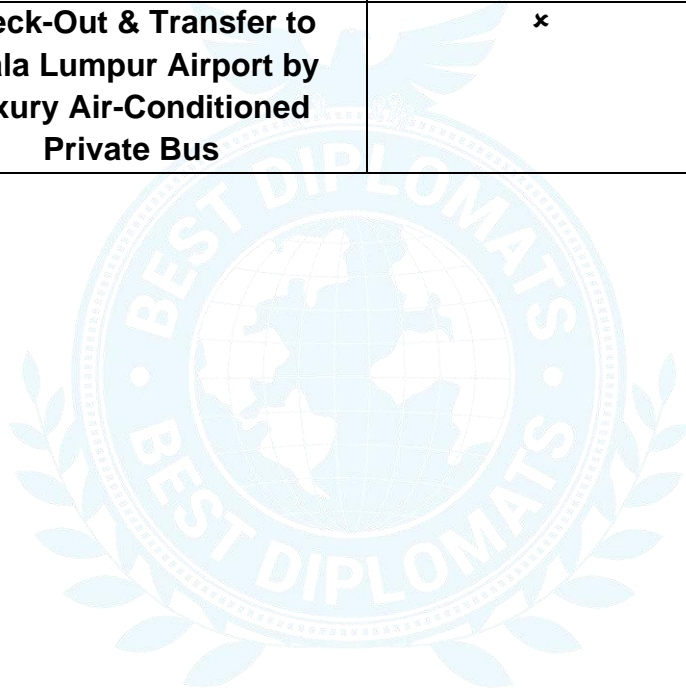 eck-Out & Transfer to ×
ala Lumpur Airport by
xury Air-Conditioned
Private Bus
BEST DIPLOMATS
BEST DIPLOMATS